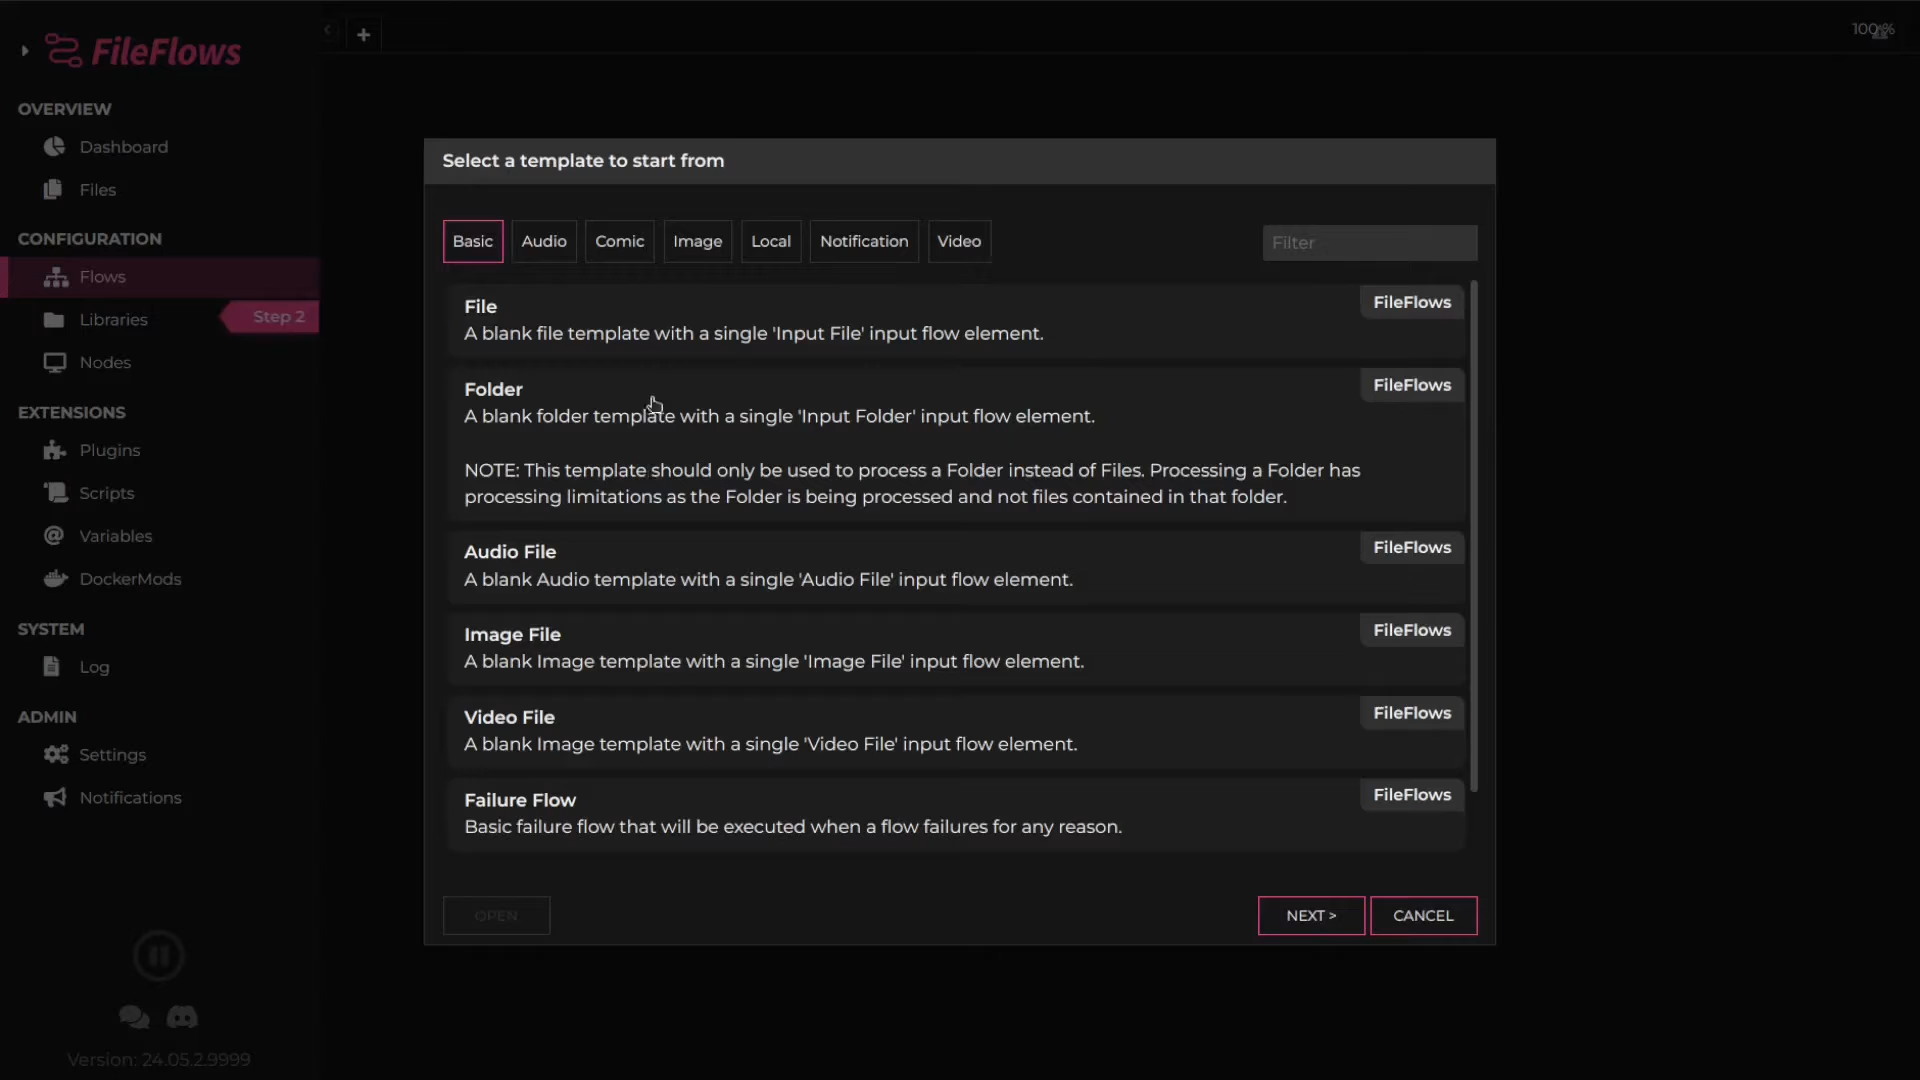 FileFlows
+
100%
OVERVIEW
Dashboard
Files
CONFIGURATION
Flows
Libraries
Step 2
Nodes
EXTENSIONS
Plugins
Scripts
Variables
DockerMods
SYSTEM
Log
ADMIN
Settings
Notifications
Version: 24.05.2.9999
Select a template to start from
Basic Audio Comic Image Local Notification Video
Filter
File
FileFlows
A blank file template with a single 'Input File' input flow element.
Folder
FileFlows
A blank folder template with a single 'Input Folder' input flow element.
NOTE: This template should only be used to process a Folder instead of Files. Processing a Folder has
processing limitations as the Folder is being processed and not files contained in that folder.
Audio File
FileFlows
A blank Audio template with a single 'Audio File' input flow element.
Image File
FileFlows
A blank Image template with a single 'Image File' input flow element.
Video File
FileFlows
A blank Image template with a single 'Video File' input flow element.
Failure Flow
FileFlows
Basic failure flow that will be executed when a flow failures for any reason.
OPEN
NEXT >
CANCEL